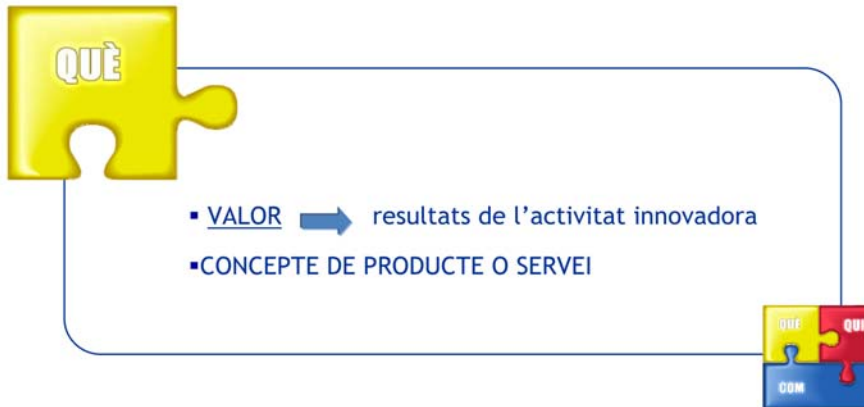 QUÈ
▪ VALOR resultats de l’activitat innovadora
▪CONCEPTE DE PRODUCTE O SERVEI
QUÈ
COM